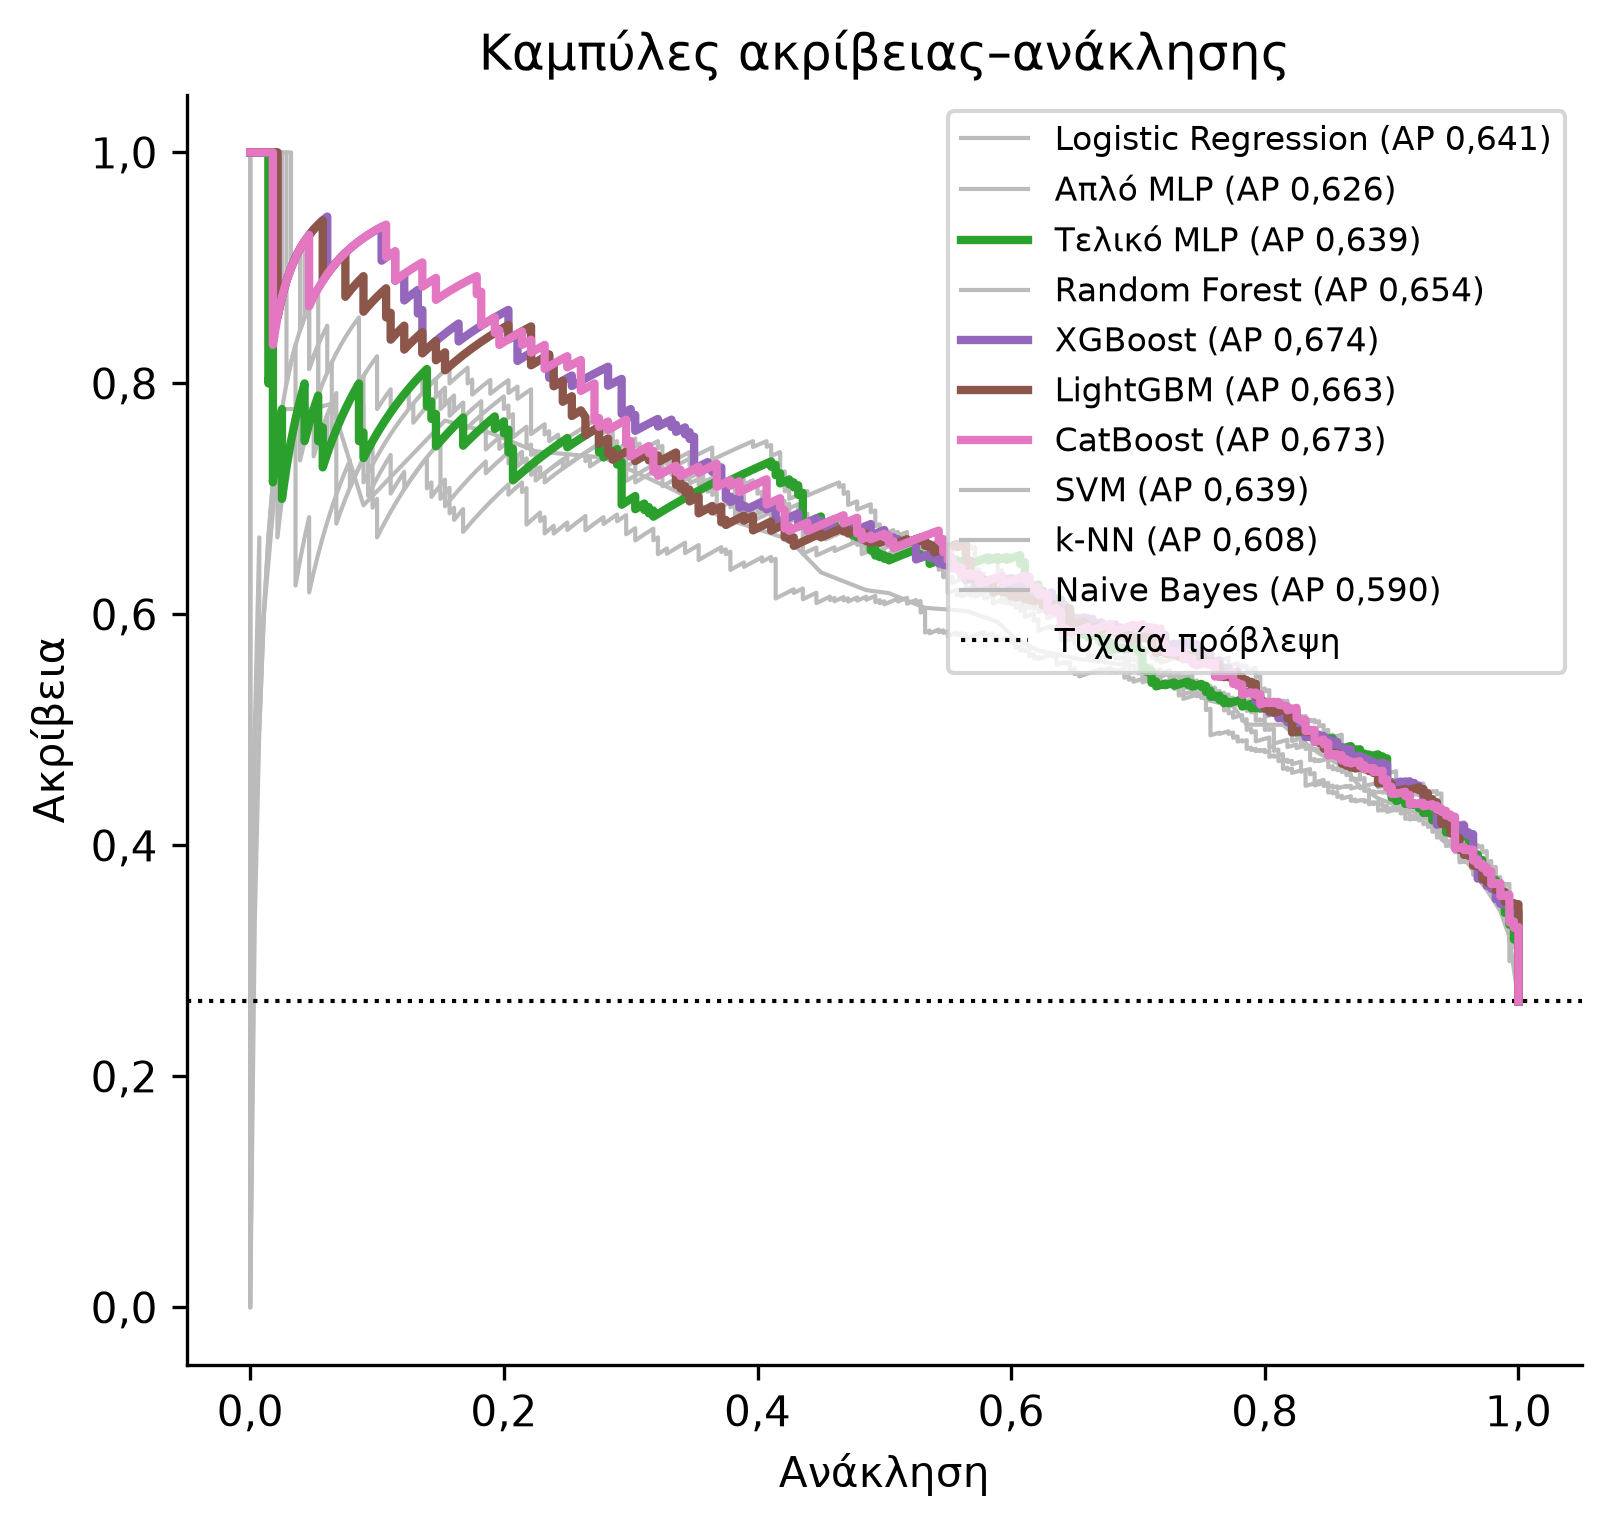 Καμπύλες ακρίβειας–ανάκλησης
Logistic Regression (AP 0,641)
Απλό MLP (AP 0,626)
Τελικό MLP (AP 0,639)
Random Forest (AP 0,654)
XGBoost (AP 0,674)
LightGBM (AP 0,663)
CatBoost (AP 0,673)
SVM (AP 0,639)
k-NN (AP 0,608)
Naive Bayes (AP 0,590)
Τυχαία πρόβλεψη
Ακρίβεια
1,0
0,8
0,6
0,4
0,2
0,0
0,0 0,2 0,4 0,6 0,8 1,0
Ανάκληση